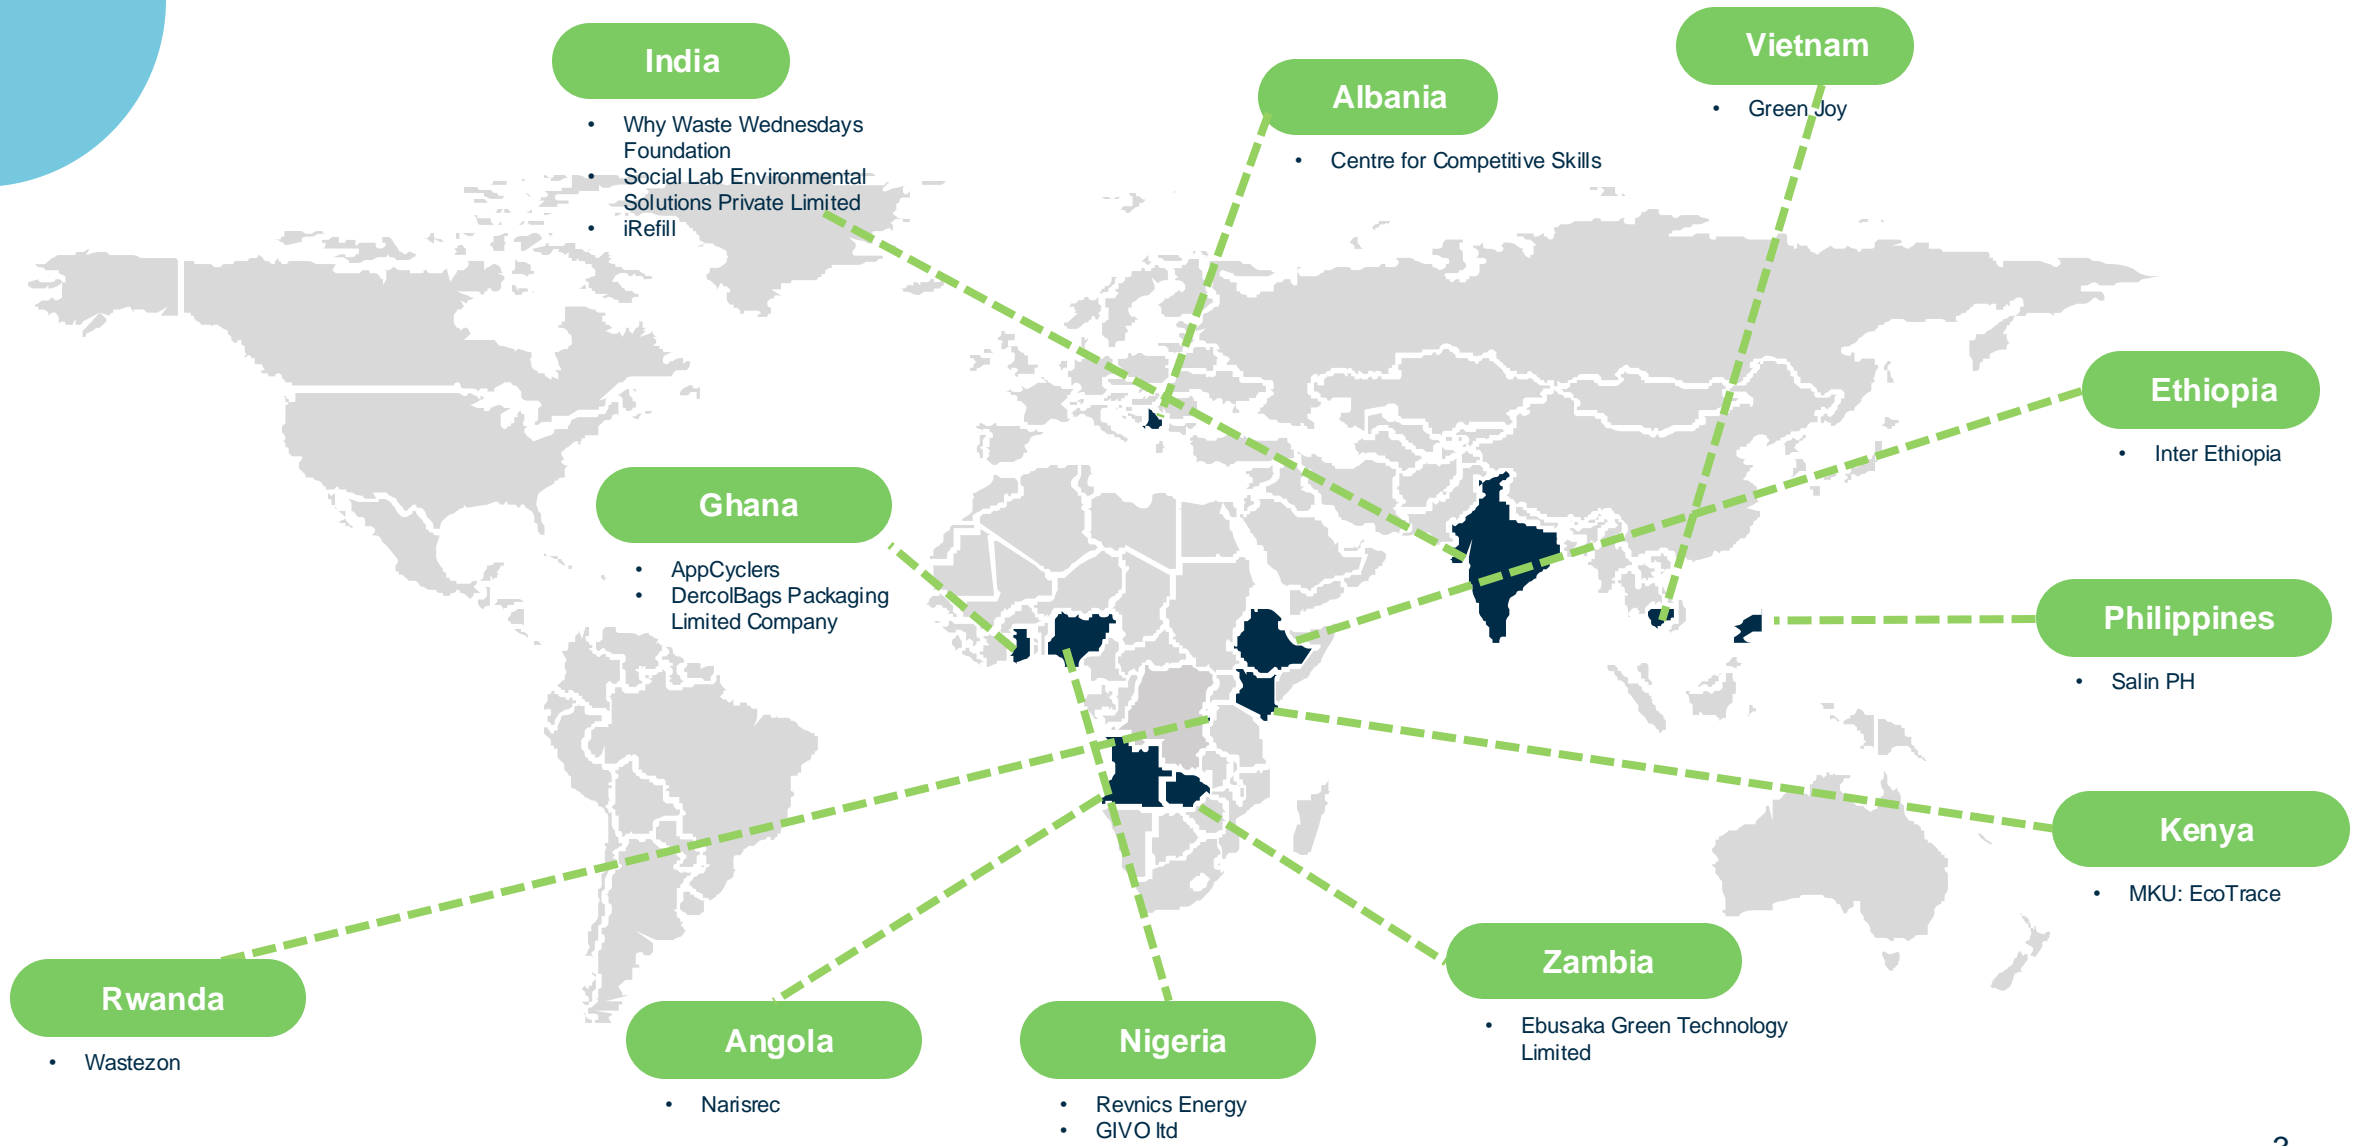 India
• Why Waste Wednesdays
Foundation
• Social Lab Environmental
Solutions Private Limited
• iRefill
Albania
• Centre for Competitive Skills
Vietnam
• Green Joy
Ethiopia
• Inter Ethiopia
Ghana
• AppCyclers
• DercolBags Packaging
Limited Company
Philippines
• Salin PH
Kenya
• MKU: EcoTrace
Zambia
• Ebusaka Green Technology
Limited
Rwanda
• Wastezon
Angola
• Narisrec
Nigeria
• Revnics Energy
• GIVO ltd
3